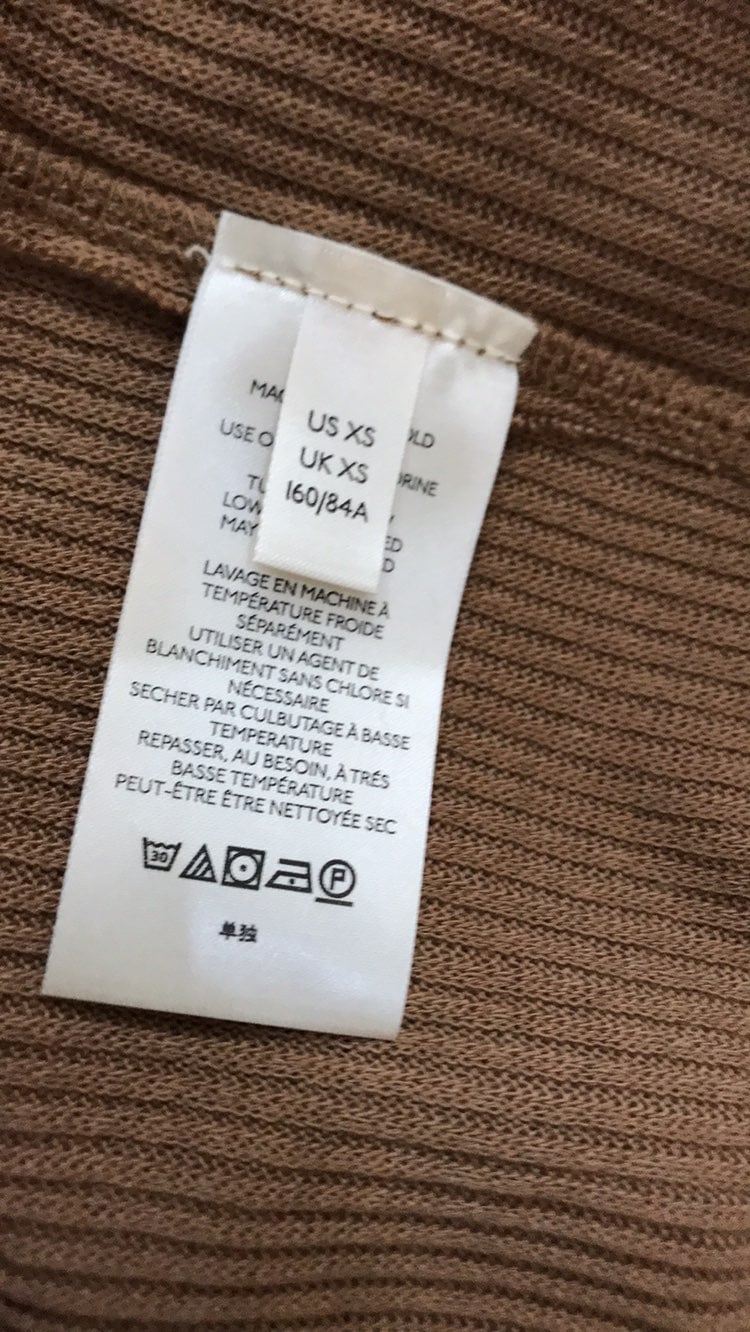 US XS
UK XS
160/84A
LAVAGE EN MACHINE À
TEMPÉRATURE FROIDE
SÉPARÉMENT
UTILISER UN AGENT DE
BLANCHIMENT SANS CHLORE SI
NÉCESSAIRE
SECHER PAR CULBUTAGE À BASSE
TEMPERATURE
REPASSER, AU BESOIN, À TRÉS
BASSE TEMPÉRATURE
PEUT-ÊTRE ÊTRE NETTOYÉE SEC
30
P
单独